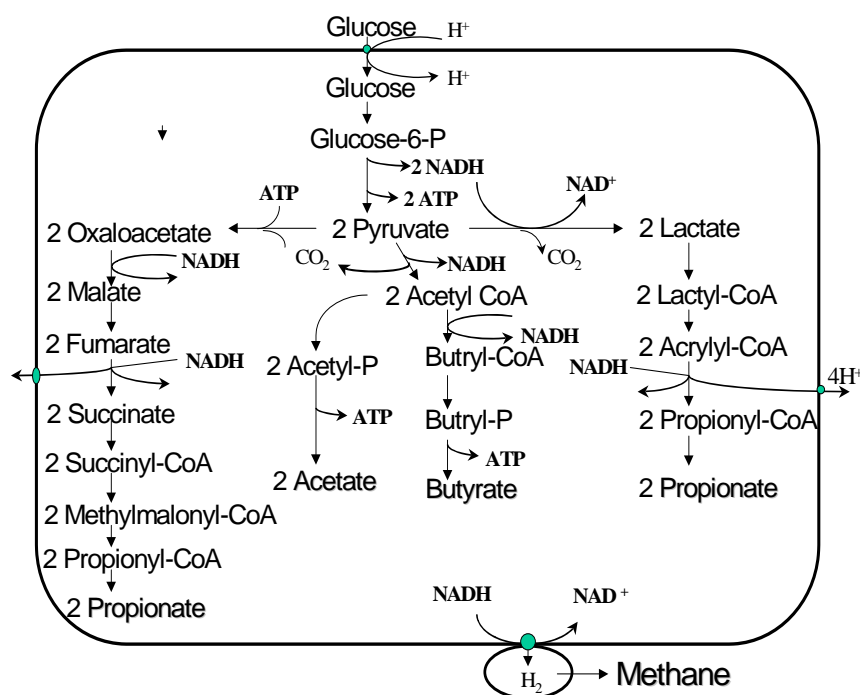 Glucose H⁺
Glucose H⁺
Glucose-6-P
2 NADH
ATP NAD⁺
2 ATP
2 Oxaloacetate 2 Pyruvate 2 Lactate
CO₂ NADH CO₂
NADH
2 Malate 2 Acetyl CoA 2 Lactyl-CoA
NADH
2 Fumarate Butryl-CoA 2 Acrylyl-CoA
NADH 2 Acetyl-P NADH
4H⁺
2 Succinate ATP Butryl-P 2 Propionyl-CoA
2 Succinyl-CoA ATP
2 Acetate Butyrate 2 Propionate
2 Methylmalonyl-CoA
2 Propionyl-CoA
2 Propionate NADH NAD⁺
H₂ Methane